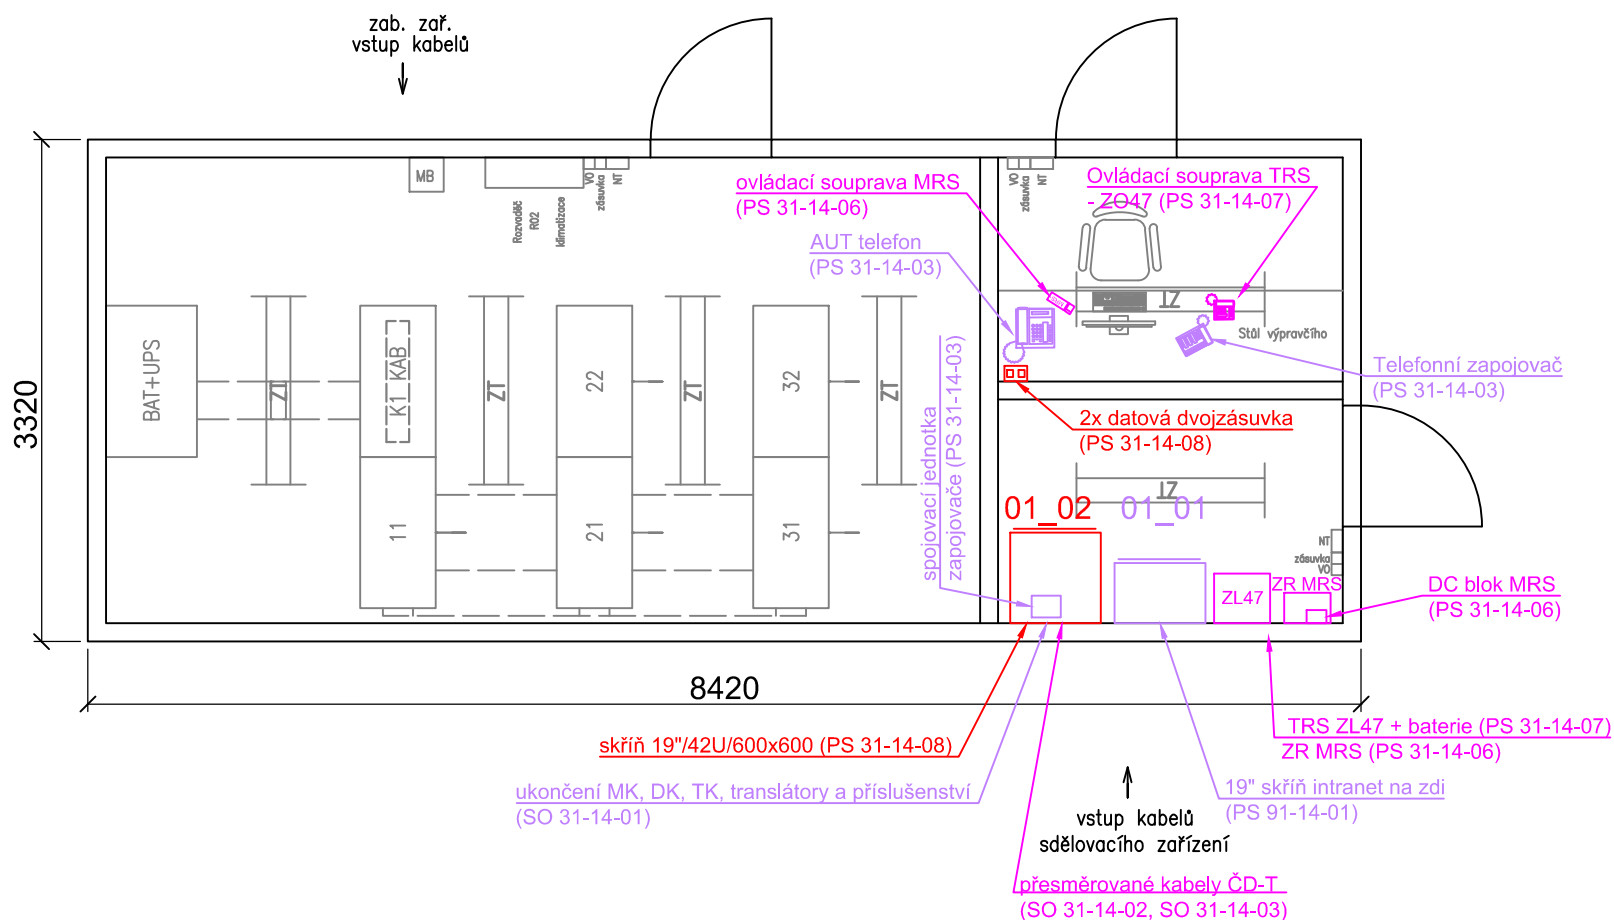 zab. zař.
vstup kabelů
MB
VO
zásuvka
NT
Rozvaděč
R02
klimatizace
ovládací souprava MRS
(PS 31-14-06)
VO
zásuvka
NT
Ovládací souprava TRS
- ZO47 (PS 31-14-07)
AUT telefon
(PS 31-14-03)
ZT
Stůl výpravčího
Telefonní zapojovač
(PS 31-14-03)
3320
BAT+UPS
ZT
K1 KAB
ZT
22
ZT
32
ZT
11
21
31
spojovací jednotka
zapojovače (PS 31-14-03)
2x datová dvojzásuvka
(PS 31-14-08)
ZT
01_02
01_01
NT
zásuvka
VO
ZL47
ZR MRS
DC blok MRS
(PS 31-14-06)
8420
skříň 19"/42U/600x600 (PS 31-14-08)
TRS ZL47 + baterie (PS 31-14-07)
ZR MRS (PS 31-14-06)
ukončení MK, DK, TK, translátory a příslušenství
(SO 31-14-01)
19" skříň intranet na zdi
(PS 91-14-01)
vstup kabelů
sdělovacího zařízení
přesměrované kabely ČD-T
(SO 31-14-02, SO 31-14-03)